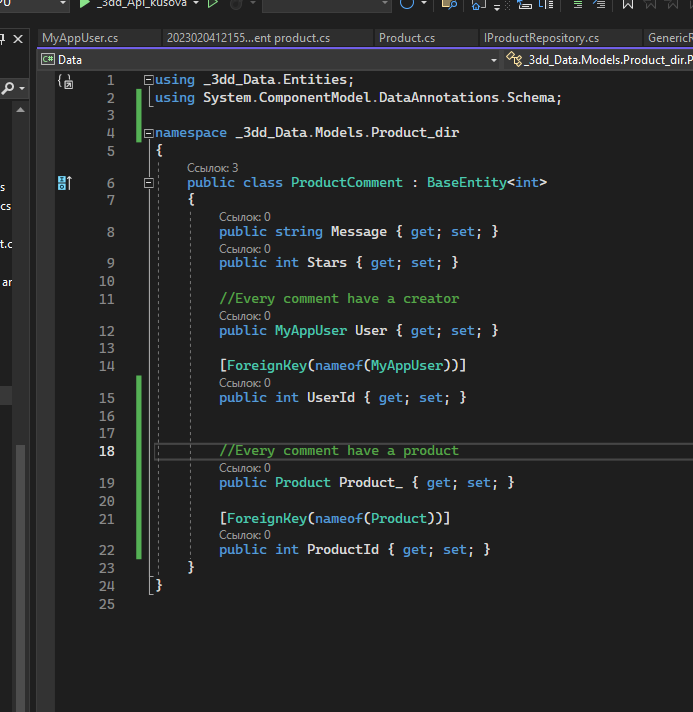 _3dd_Api_kusova
MyAppUser.cs
2023020412155...ent product.cs
Product.cs
IProductRepository.cs
GenericR
C# Data
_3dd_Data.Models.Product_dir.P
1 using _3dd_Data.Entities;
2 using System.ComponentModel.DataAnnotations.Schema;
3
4 namespace _3dd_Data.Models.Product_dir
5 {
Ссылок: 3
6 public class ProductComment : BaseEntity<int>
7 {
Ссылок: 0
8 public string Message { get; set; }
Ссылок: 0
9 public int Stars { get; set; }
10
11 //Every comment have a creator
Ссылок: 0
12 public MyAppUser User { get; set; }
13
14 [ForeignKey(nameof(MyAppUser))]
Ссылок: 0
15 public int UserId { get; set; }
16
17
18 //Every comment have a product
Ссылок: 0
19 public Product Product_ { get; set; }
20
21 [ForeignKey(nameof(Product))]
Ссылок: 0
22 public int ProductId { get; set; }
23 }
24 }
25